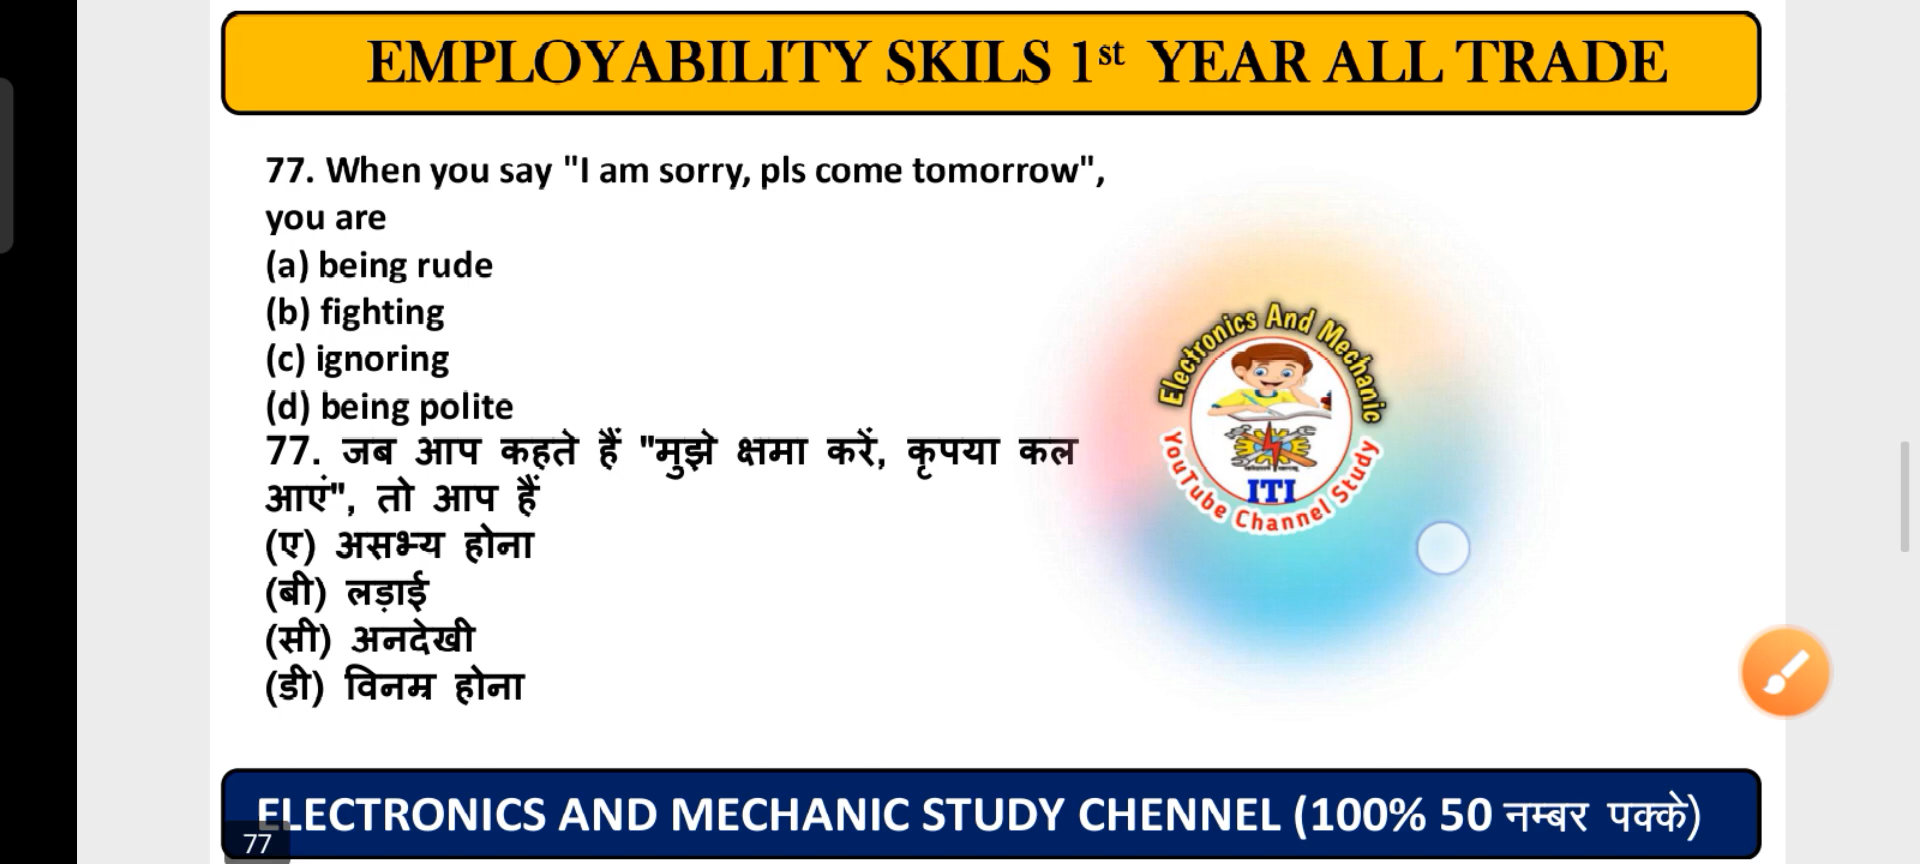 EMPLOYABILITY SKILS 1st YEAR ALL TRADE
77. When you say "I am sorry, pls come tomorrow",
you are
(a) being rude
(b) fighting
(c) ignoring
(d) being polite
77. जब आप कहते हैं "मुझे क्षमा करें, कृपया कल
आएं", तो आप हैं
(ए) असभ्य होना
(बी) लड़ाई
(सी) अनदेखी
(डी) विनम्र होना
Electronics And Mechanic
ITI
YouTube Channel Study
ELECTRONICS AND MECHANIC STUDY CHENNEL (100% 50 नम्बर पक्के)
77